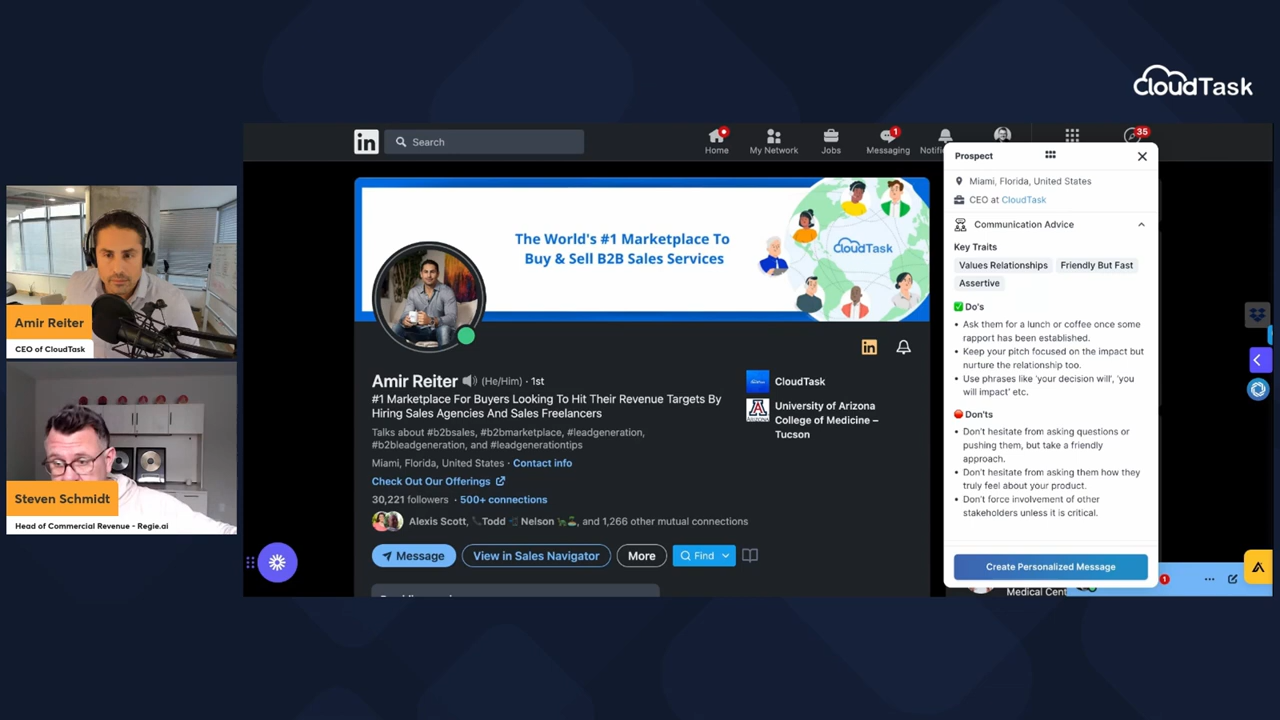 CloudTask
Search
Home
My Network
Jobs
Messaging
1
Notifi
35
Prospect
Miami, Florida, United States
CEO at CloudTask
Communication Advice
Key Traits
Values Relationships
Friendly But Fast
Assertive
Do's
• Ask them for a lunch or coffee once some
rapport has been established.
• Keep your pitch focused on the impact but
nurture the relationship too.
• Use phrases like 'your decision will', 'you
will impact' etc.
Don'ts
• Don't hesitate from asking questions or
pushing them, but take a friendly
approach.
• Don't hesitate from asking them how they
truly feel about your product.
• Don't force involvement of other
stakeholders unless it is critical.
Create Personalized Message
Medical Cent
1
in
The World's #1 Marketplace To
Buy & Sell B2B Sales Services
CloudTask
in
Amir Reiter (He/Him) · 1st
#1 Marketplace For Buyers Looking To Hit Their Revenue Targets By
Hiring Sales Agencies And Sales Freelancers
Talks about #b2bsales, #b2bmarketplace, #leadgeneration,
#b2bleadgeneration, and #leadgenerationtips
Miami, Florida, United States · Contact info
Check Out Our Offerings
30,221 followers · 500+ connections
Alexis Scott, Todd Nelson, and 1,266 other mutual connections
Message
View in Sales Navigator
More
Find
CloudTask
University of Arizona
College of Medicine –
Tucson
Amir Reiter
CEO of CloudTask
Steven Schmidt
Head of Commercial Revenue - Regie.ai